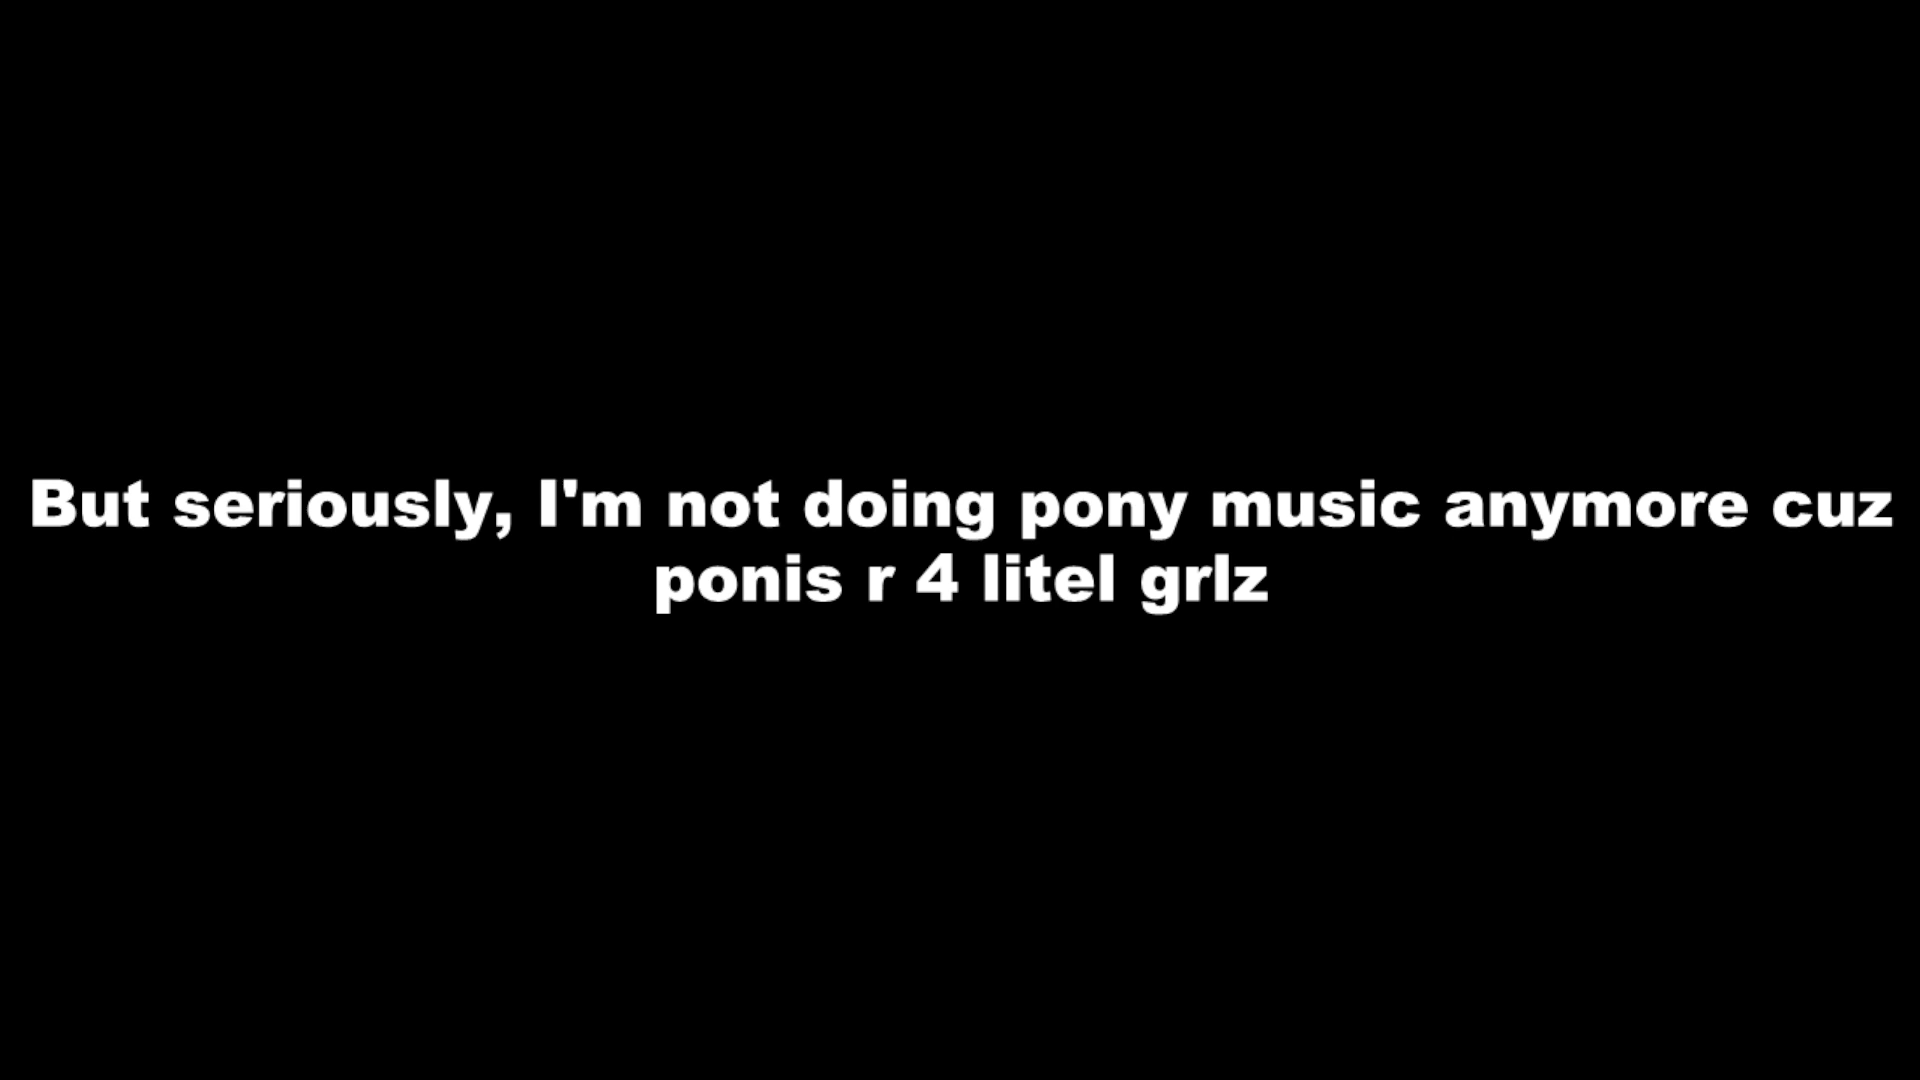 But seriously, I'm not doing pony music anymore cuz
ponis r 4 litel grlz